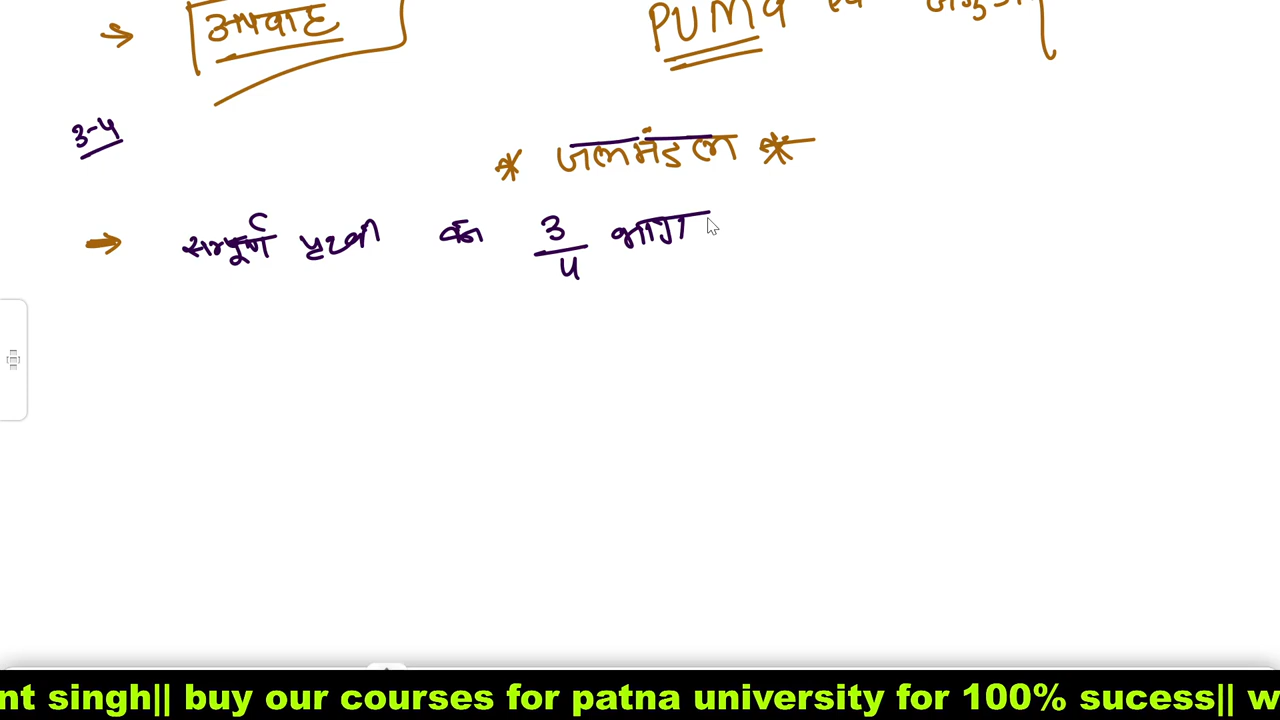 → अपवाह PUMA
3-4
* जलमंडल *
→ सम्पूर्ण पृथ्वी का 3/4 भाग
nt singh|| buy our courses for patna university for 100% sucess|| w